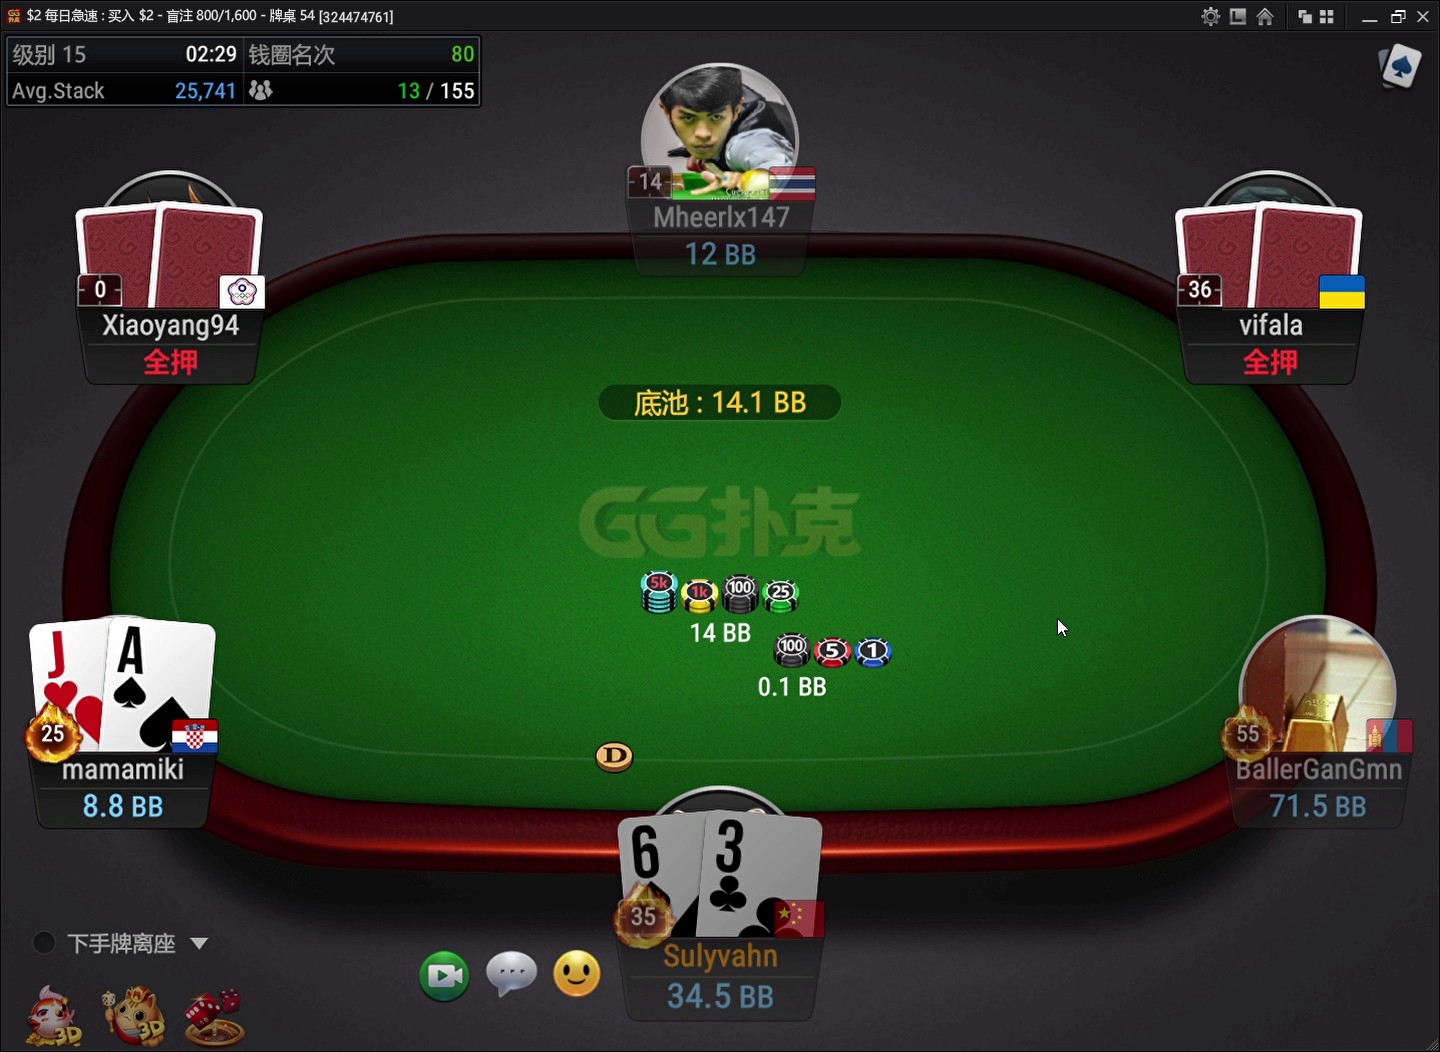 $2 每日急速 : 买入 $2 - 盲注 800/1,600 - 牌桌 54 [324474761]
级别 15 02:29 钱圈名次 80
Avg.Stack 25,741 13 / 155
14
Mheerlx147
12 BB
0
Xiaoyang94
全押
36
vifala
全押
底池 : 14.1 BB
GG扑克
5k 1k 100 25
14 BB
100 5 1
0.1 BB
D
J A
25
mamamiki
8.8 BB
55
BallerGanGmn
71.5 BB
6 3
35
Sulyvahn
34.5 BB
下手牌离座
3D 3D